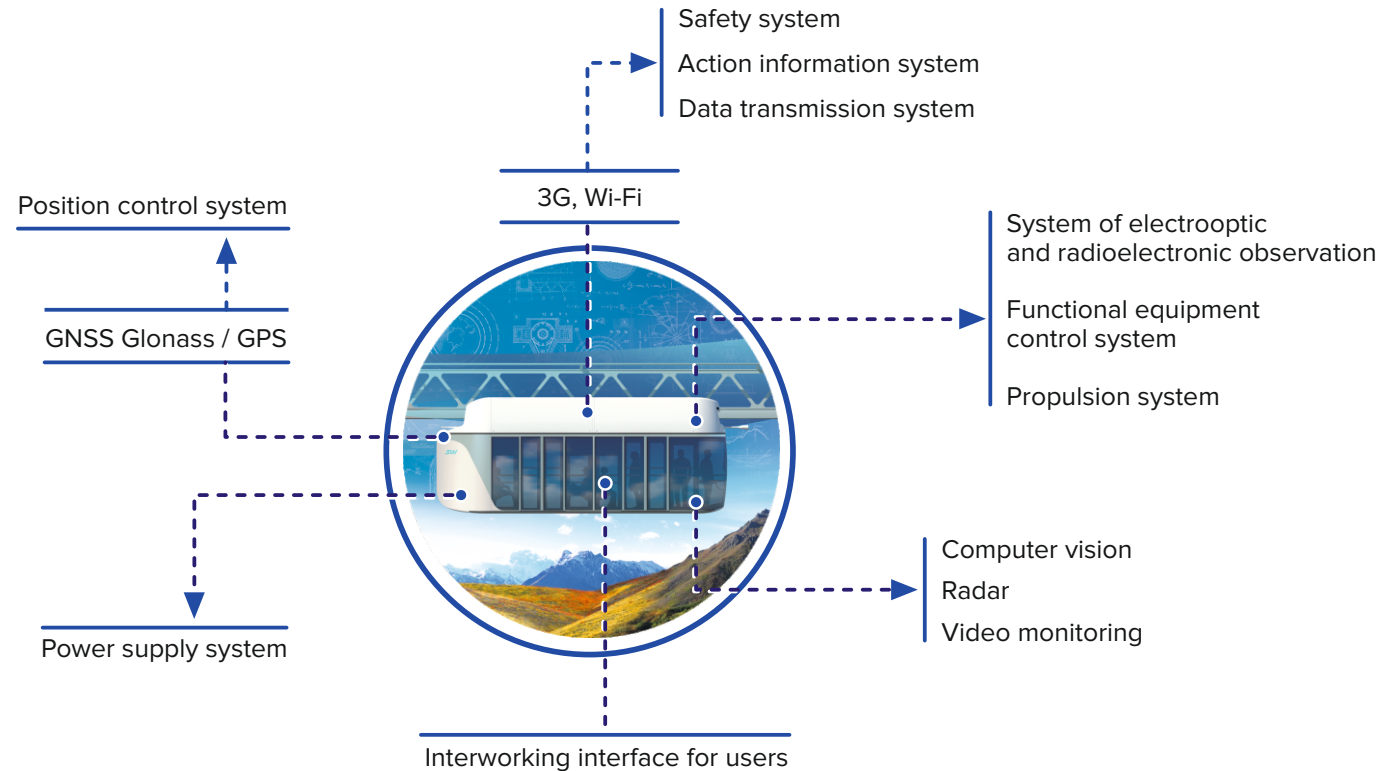 Safety system
Action information system
Data transmission system
3G, Wi-Fi
Position control system
GNSS Glonass / GPS
System of electrooptic
and radioelectronic observation
Functional equipment
control system
Propulsion system
Computer vision
Radar
Video monitoring
Power supply system
Interworking interface for users